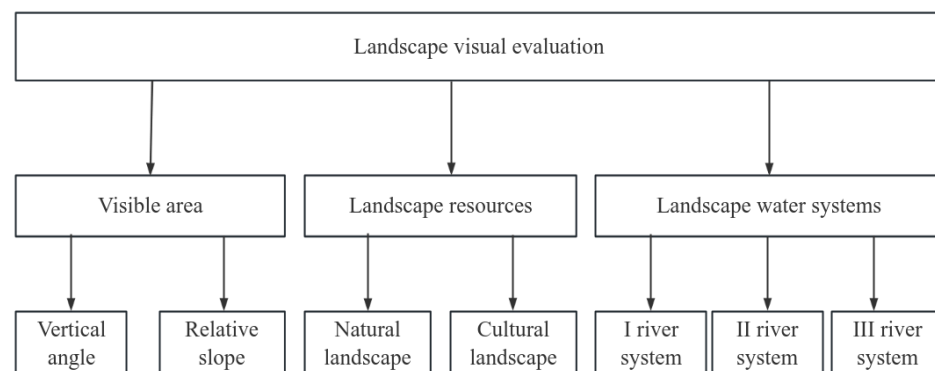 Landscape visual evaluation
Visible area
Landscape resources
Landscape water systems
Vertical
angle
Relative
slope
Natural
landscape
Cultural
landscape
I river
system
II river
system
III river
system